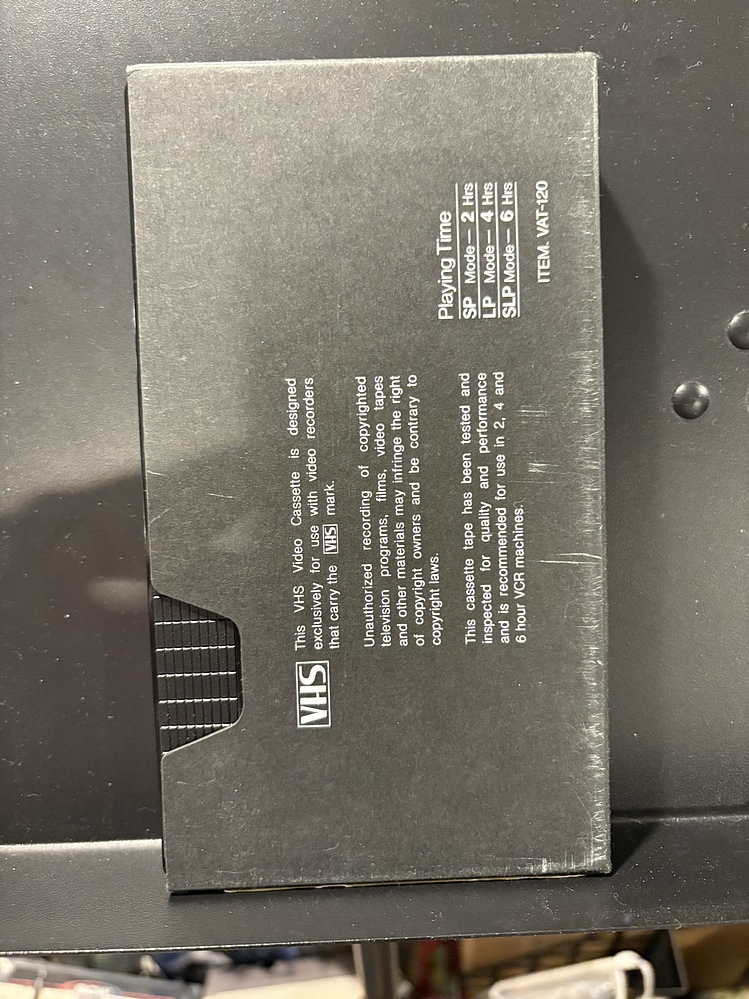 VHS
This VHS Video Cassette is designed
exclusively for use with video recorders
that carry the VHS mark.
Unauthorized recording of copyrighted
television programs, films, video tapes
and other materials may infringe the right
of copyright owners and be contrary to
copyright laws.
This cassette tape has been tested and
inspected for quality and performance
and is recommended for use in 2, 4 and
6 hour VCR machines.
Playing Time
SP Mode— 2 Hrs
LP Mode— 4 Hrs
SLP Mode— 6 Hrs
ITEM. VAT-120